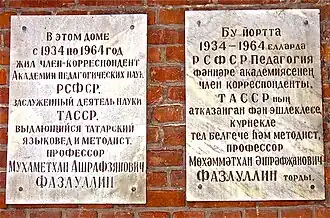 В этом доме
с 1934 по 1964 год
жил член-корреспондент
Академии педагогических наук
РСФСР,
заслуженный деятель науки
ТАССР,
выдающийся татарский
языковед и методист,
профессор
Мухаметхан Ашрафзянович
Фазлуллин
Бу йортта
1934–1964 елларда
РСФСР Педагогия
фәннәре академиясенең
член корреспонденты,
ТАССРның
атказанган фән эшлеклесе,
күренекле
тел белгече һәм методист,
профессор
Мөхәммәтхан Әшрафҗанович
Фазлуллин торды.